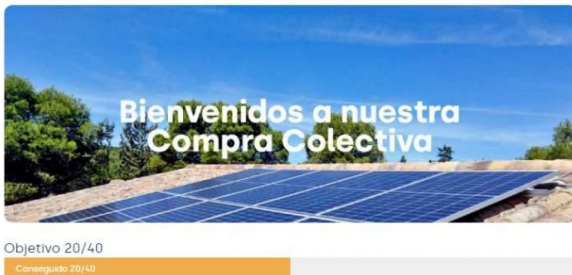 Bienvenidos a nuestra
Compra Colectiva
Objetivo 20/40
Conseguido 20/40